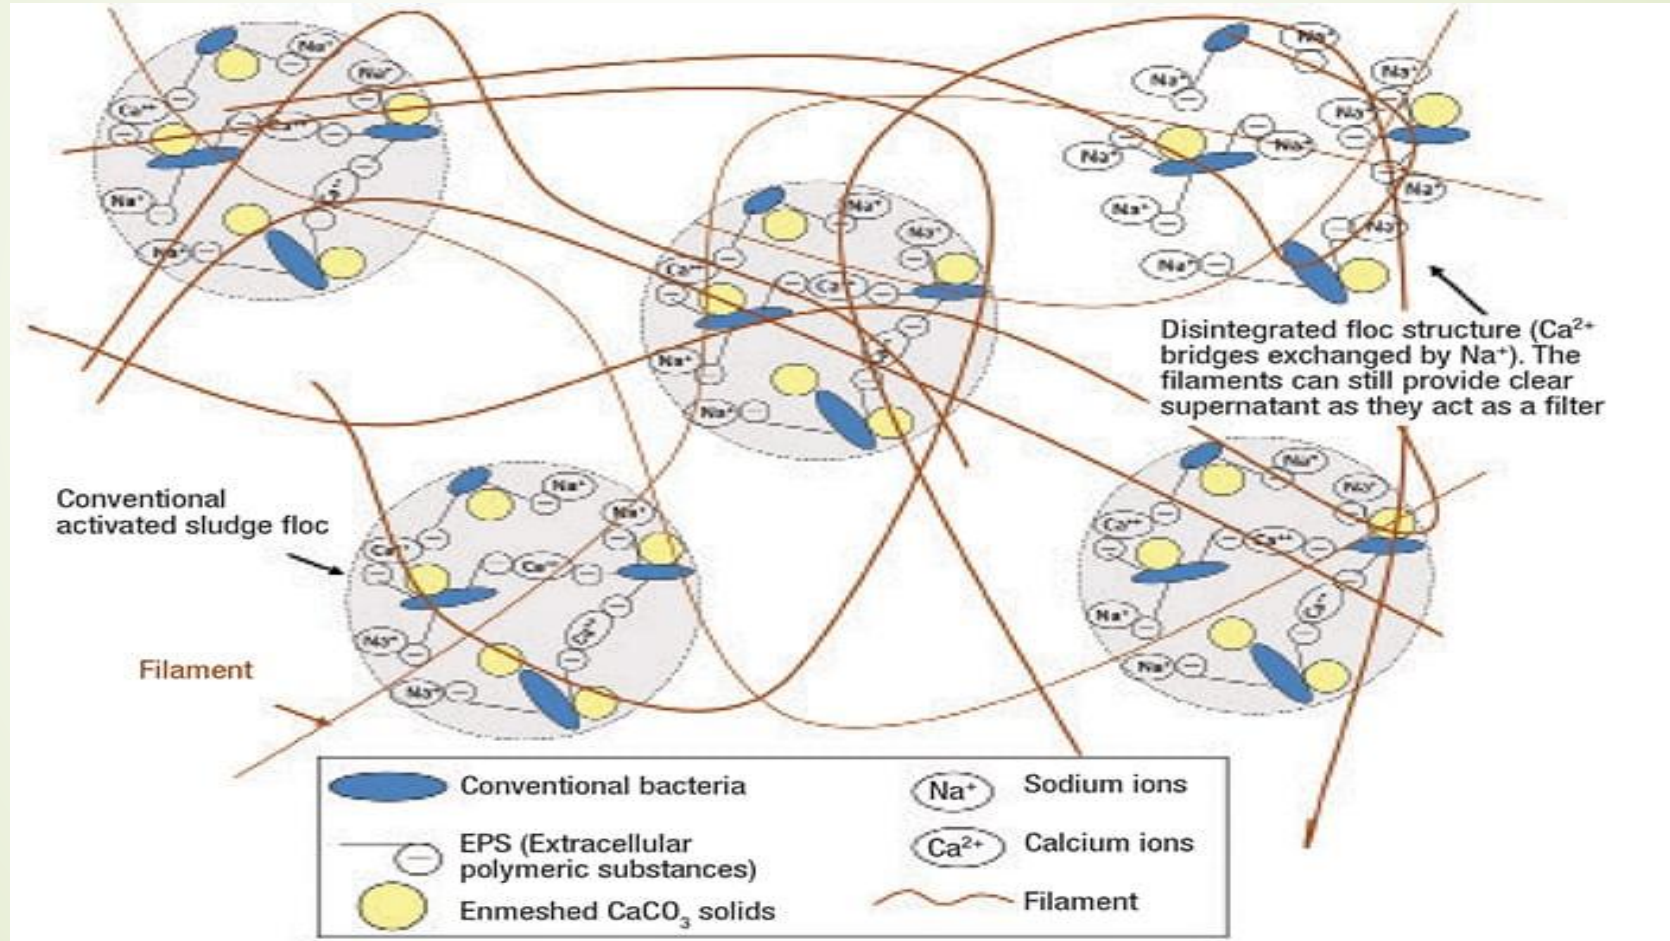 Disintegrated floc structure (Ca²⁺
bridges exchanged by Na⁺). The
filaments can still provide clear
supernatant as they act as a filter
Conventional
activated sludge floc
Filament
Conventional bacteria
EPS (Extracellular
polymeric substances)
Enmeshed CaCO₃ solids
Na⁺ Sodium ions
Ca²⁺ Calcium ions
Filament